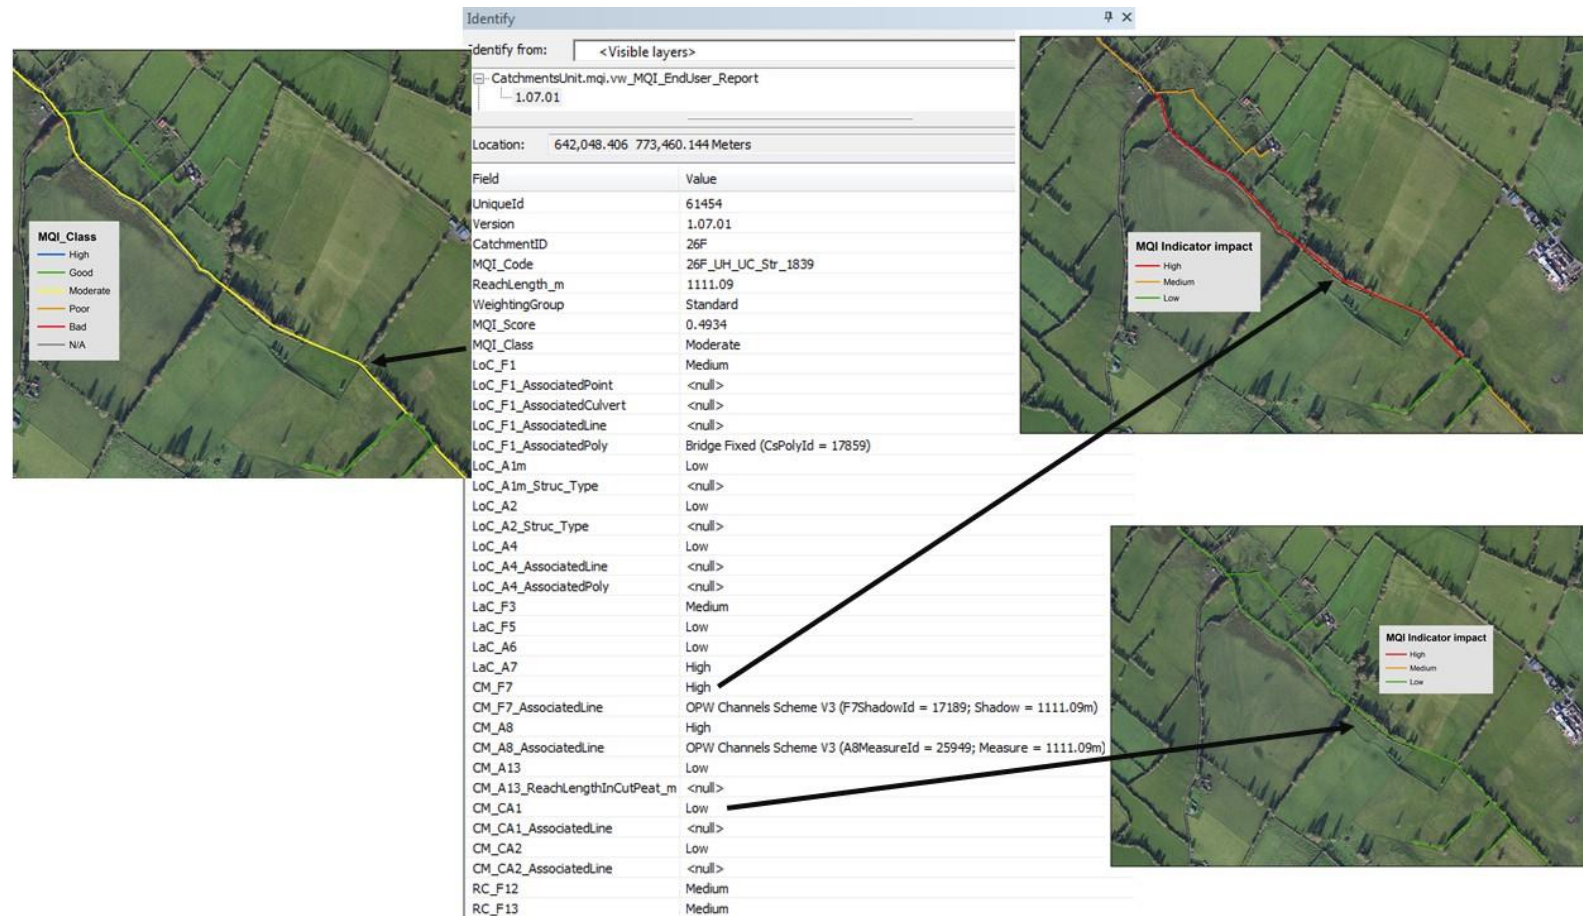 Identify
Identify from: <Visible layers>
CatchmentsUnit.mqi.vw_MQI_EndUser_Report
1.07.01
Location: 642,048.406 773,460.144 Meters
Field Value
UniqueId 61454
Version 1.07.01
CatchmentID 26F
MQI_Code 26F_UH_UC_Str_1839
ReachLength_m 1111.09
WeightingGroup Standard
MQI_Score 0.4934
MQI_Class Moderate
LoC_F1 Medium
LoC_F1_AssociatedPoint <null>
LoC_F1_AssociatedCulvert <null>
LoC_F1_AssociatedLine <null>
LoC_F1_AssociatedPoly Bridge Fixed (CsPolyId = 17859)
LoC_A1m Low
LoC_A1m_Struc_Type <null>
LoC_A2 Low
LoC_A2_Struc_Type <null>
LoC_A4 Low
LoC_A4_AssociatedLine <null>
LoC_A4_AssociatedPoly <null>
LaC_F3 Medium
LaC_F5 Low
LaC_A6 Low
LaC_A7 High
CM_F7 High
CM_F7_AssociatedLine OPW Channels Scheme V3 (F7ShadowId = 17189; Shadow = 1111.09m)
CM_A8 High
CM_A8_AssociatedLine OPW Channels Scheme V3 (A8MeasureId = 25949; Measure = 1111.09m)
CM_A13 Low
CM_A13_ReachLengthInCutPeat_m <null>
CM_CA1 Low
CM_CA1_AssociatedLine <null>
CM_CA2 Low
CM_CA2_AssociatedLine <null>
RC_F12 Medium
RC_F13 Medium
MQI_Class
High
Good
Moderate
Poor
Bad
N/A
MQI Indicator impact
High
Medium
Low
MQI Indicator impact
High
Medium
Low